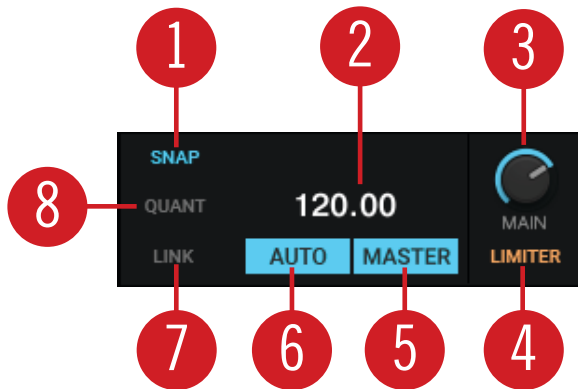 1 2 3
SNAP
8 QUANT 120.00 MAIN
LINK AUTO MASTER LIMITER
7 6 5 4